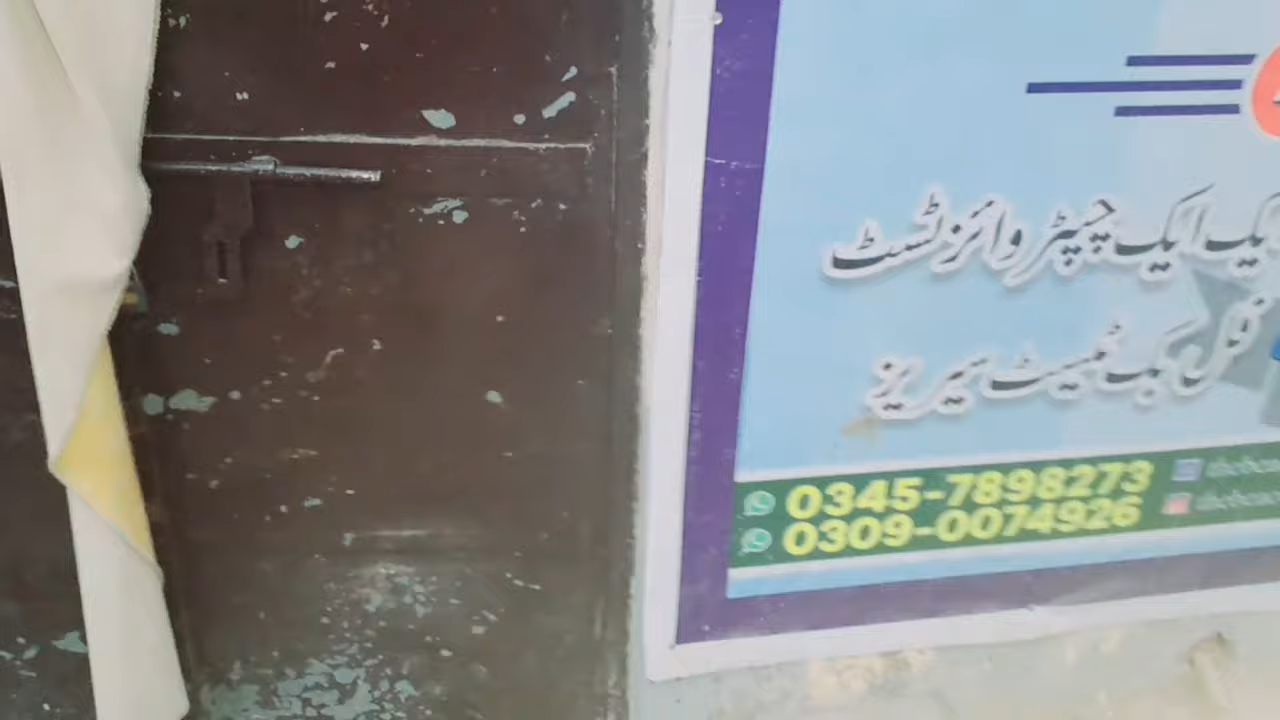 ایک ایک چیپٹر وائز ٹسٹ
فل بک ٹیسٹ سیریز
0345-7898273
0309-0074926